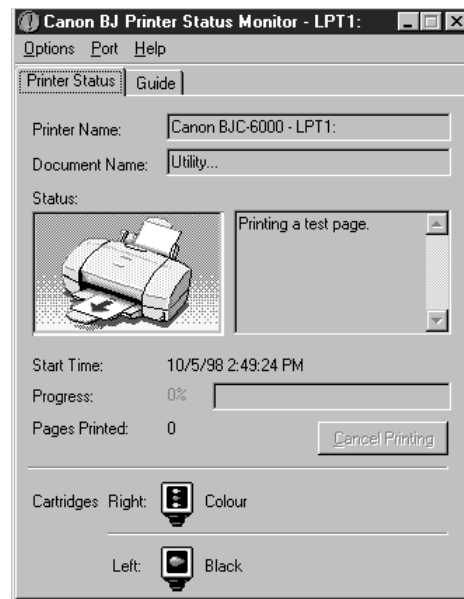 Canon BJ Printer Status Monitor - LPT1:
Options Port Help
Printer Status Guide
Printer Name: Canon BJC-6000 - LPT1:
Document Name: Utility...
Status:
Printing a test page.
Start Time: 10/5/98 2:49:24 PM
Progress: 0%
Pages Printed: 0
Cancel Printing
Cartridges Right: Colour
Left: Black